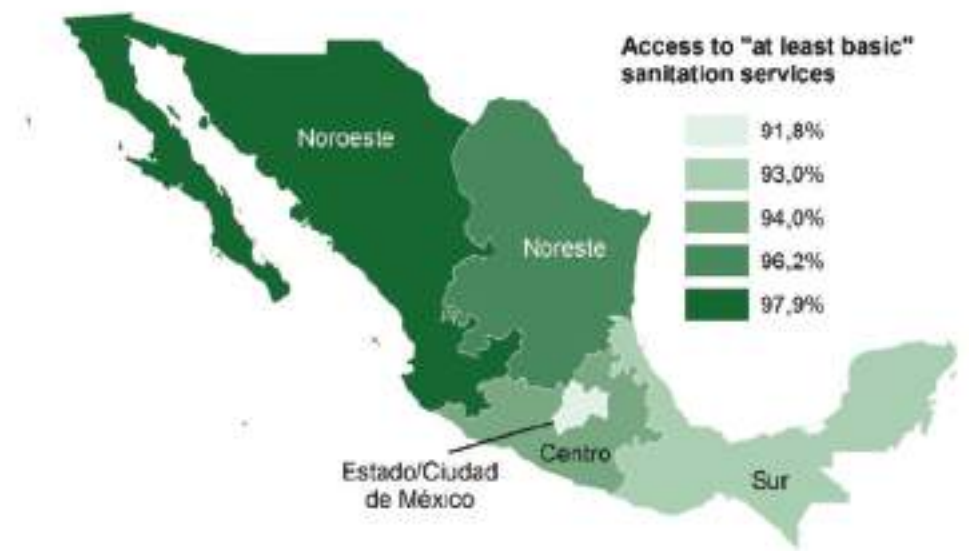 Access to "at least basic"
sanitation services
91,8%
93,0%
94,0%
96,2%
97,9%
Noroeste
Noreste
Estado/Ciudad
de México
Centro
Sur